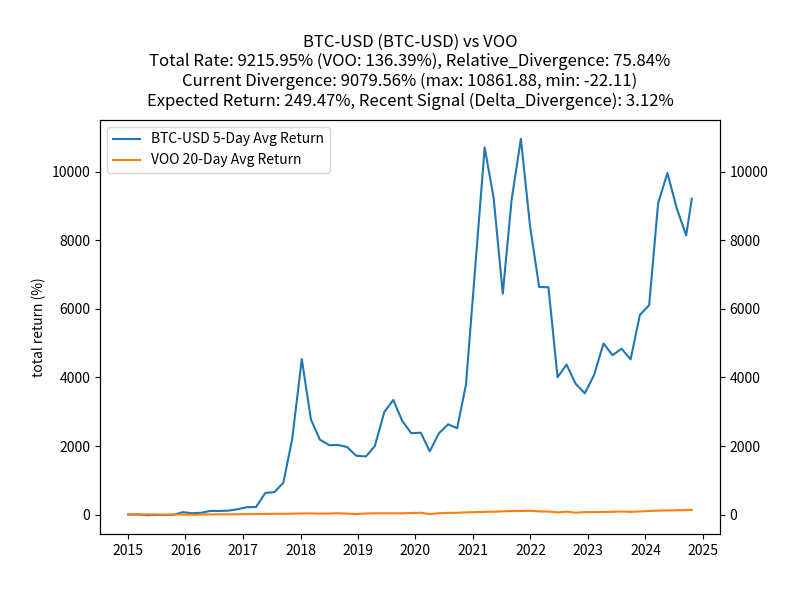 BTC-USD (BTC-USD) vs VOO
Total Rate: 9215.95% (VOO: 136.39%), Relative_Divergence: 75.84%
Current Divergence: 9079.56% (max: 10861.88, min: -22.11)
Expected Return: 249.47%, Recent Signal (Delta_Divergence): 3.12%
BTC-USD 5-Day Avg Return
VOO 20-Day Avg Return
total return (%)
10000
8000
6000
4000
2000
0
10000
8000
6000
4000
2000
0
2015 2016 2017 2018 2019 2020 2021 2022 2023 2024 2025